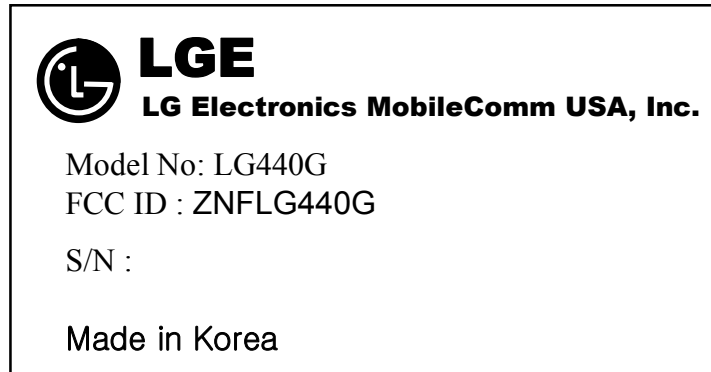 LGE
LG Electronics MobileComm USA, Inc.
Model No: LG440G
FCC ID : ZNFLG440G
S/N :
Made in Korea